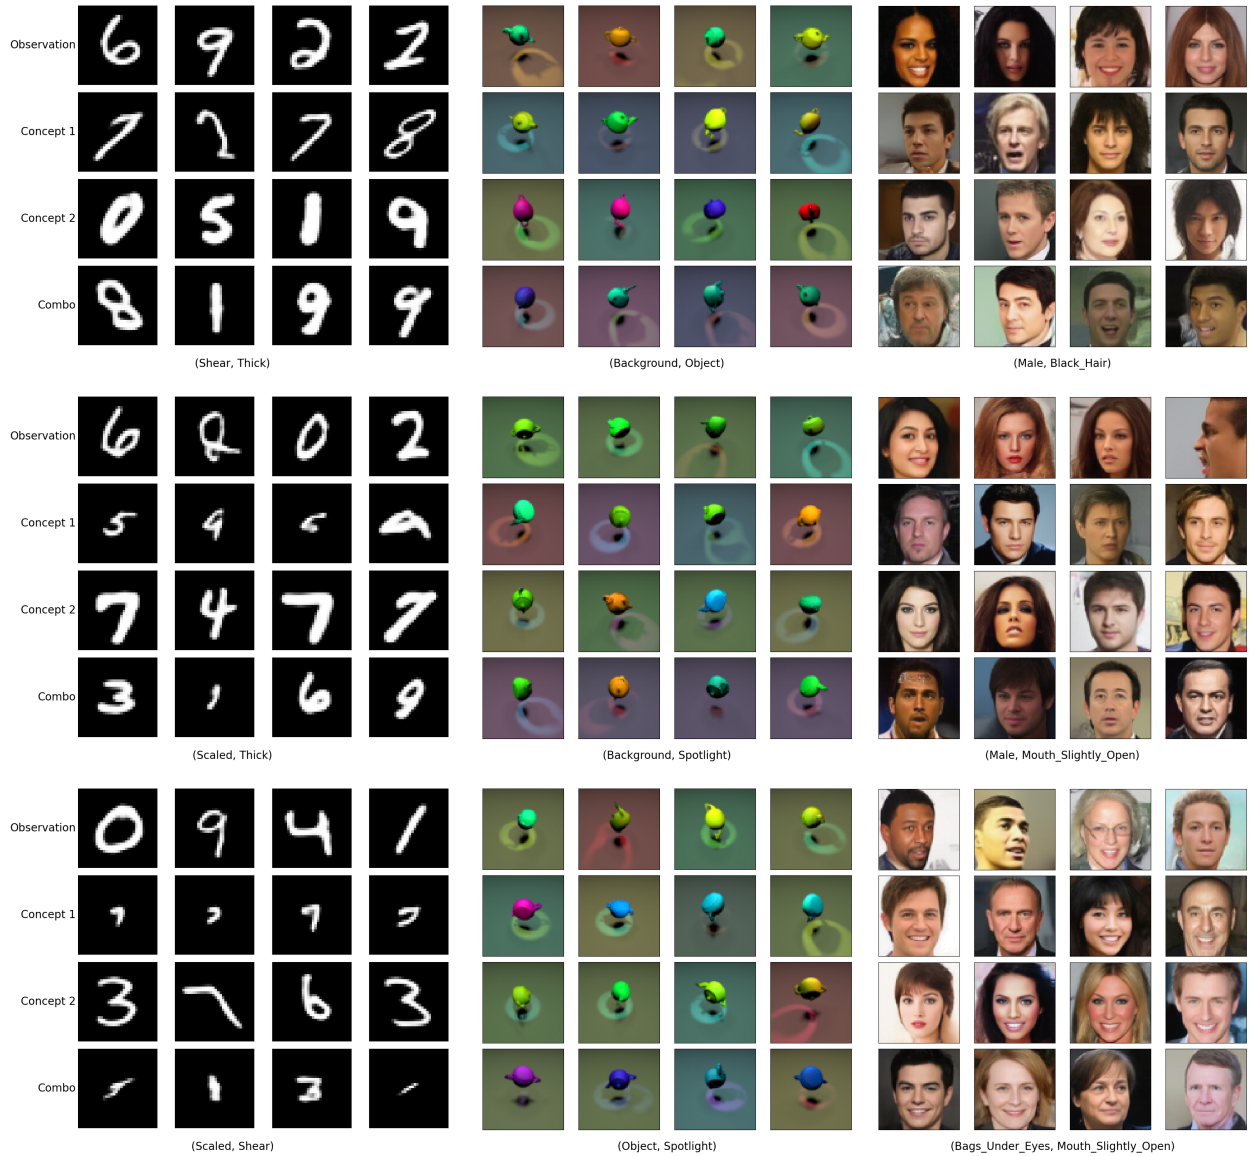 Observation
Concept 1
Concept 2
Combo
(Shear, Thick)
(Background, Object)
(Male, Black_Hair)
Observation
Concept 1
Concept 2
Combo
(Scaled, Thick)
(Background, Spotlight)
(Male, Mouth_Slightly_Open)
Observation
Concept 1
Concept 2
Combo
(Scaled, Shear)
(Object, Spotlight)
(Bags_Under_Eyes, Mouth_Slightly_Open)